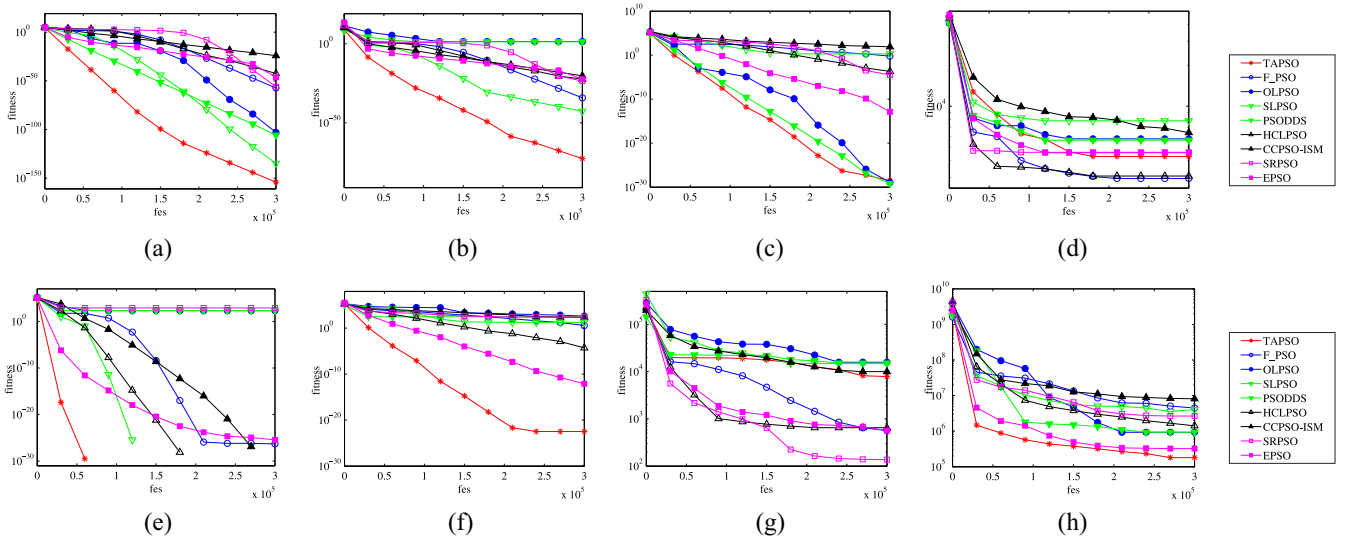 10^0
10^-50
10^-100
10^-150
fitness
0 0.5 1 1.5 2 2.5 3
fes
x 10^5
(a)
10^0
10^-50
fitness
0 0.5 1 1.5 2 2.5 3
fes
x 10^5
(b)
10^10
10^0
10^-10
10^-20
10^-30
fitness
0 0.5 1 1.5 2 2.5 3
fes
x 10^5
(c)
10^4
fitness
0 0.5 1 1.5 2 2.5 3
fes
x 10^5
(d)
TAPSO
F_PSO
OLPSO
SLPSO
PSODDS
HCLPSO
CCPSO-ISM
SRPSO
EPSO
10^0
10^-10
10^-20
10^-30
fitness
0 0.5 1 1.5 2 2.5 3
fes
x 10^5
(e)
10^0
10^-10
10^-20
10^-30
fitness
0 0.5 1 1.5 2 2.5 3
fes
x 10^5
(f)
10^5
10^4
10^3
10^2
fitness
0 0.5 1 1.5 2 2.5 3
fes
x 10^5
(g)
10^10
10^9
10^8
10^7
10^6
10^5
fitness
0 0.5 1 1.5 2 2.5 3
fes
x 10^5
(h)
TAPSO
F_PSO
OLPSO
SLPSO
PSODDS
HCLPSO
CCPSO-ISM
SRPSO
EPSO